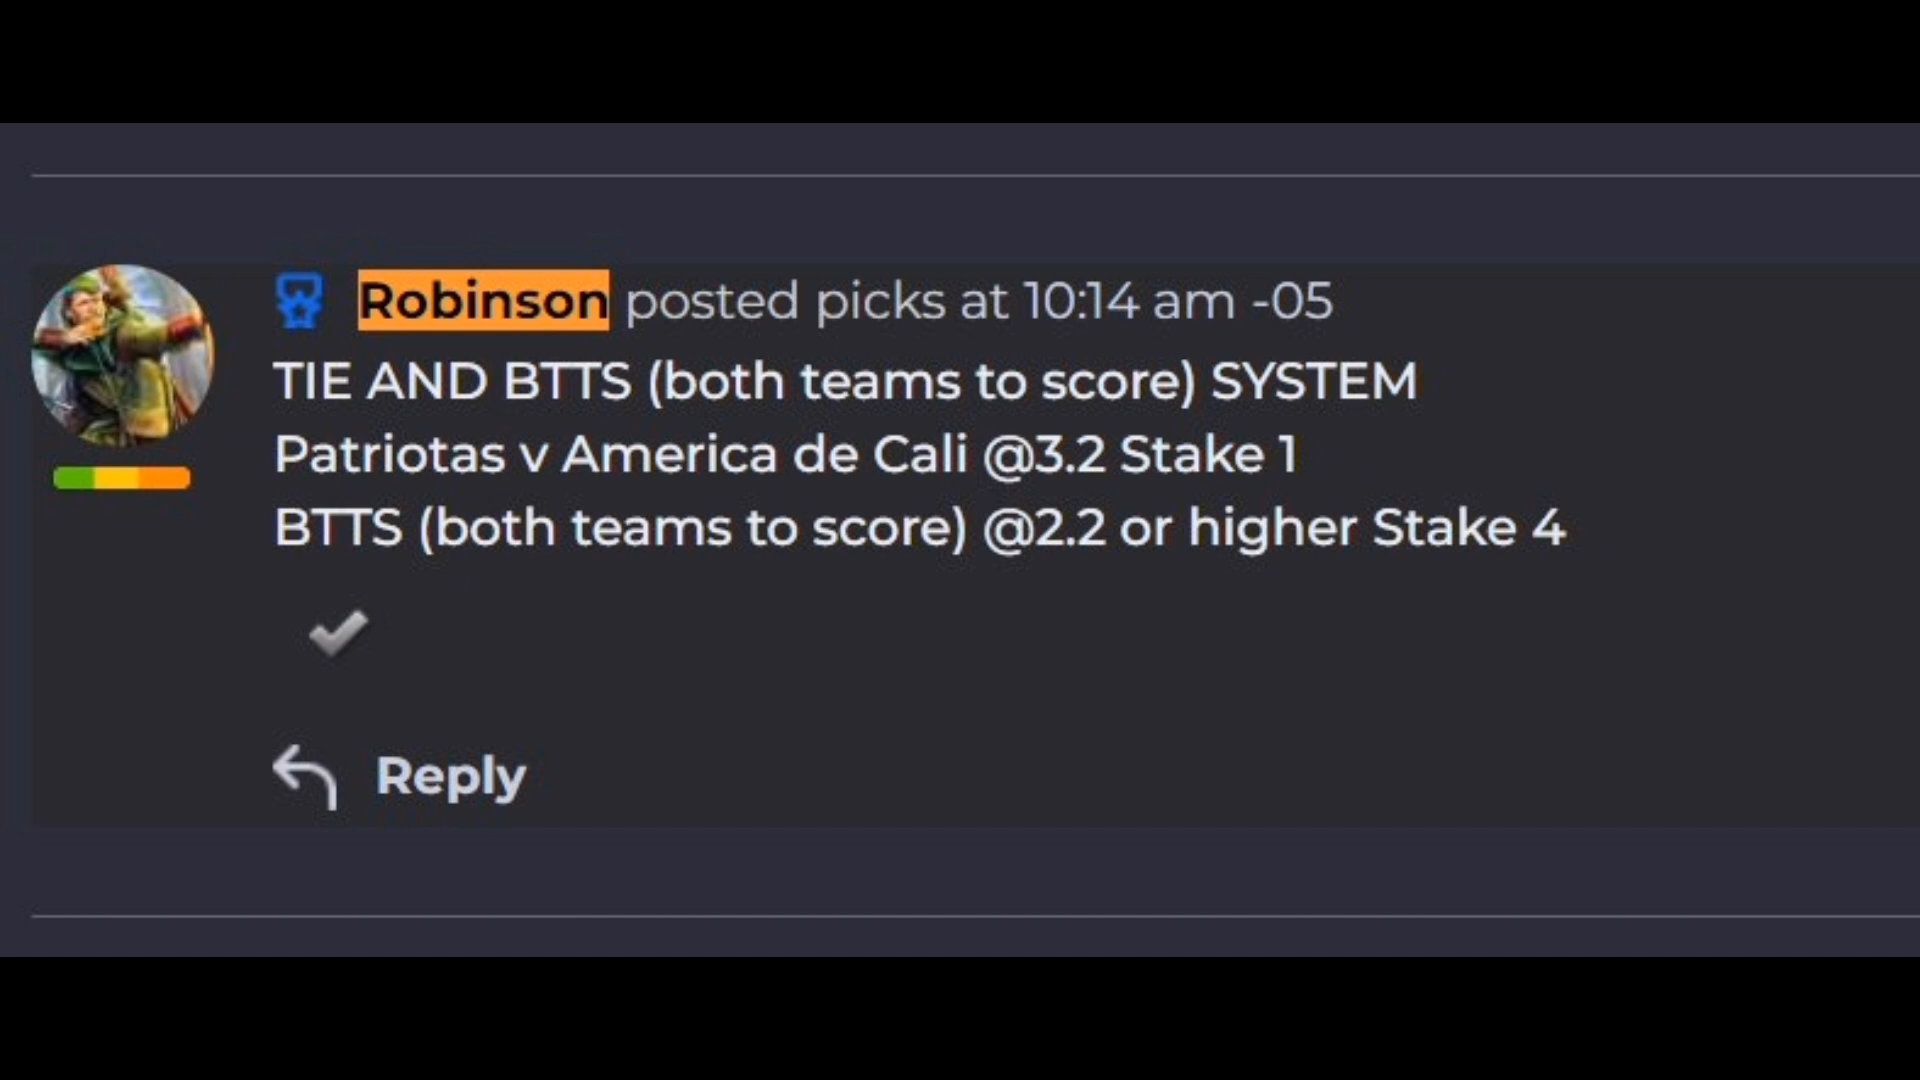 Robinson posted picks at 10:14 am -05
TIE AND BTTS (both teams to score) SYSTEM
Patriotas v America de Cali @3.2 Stake 1
BTTS (both teams to score) @2.2 or higher Stake 4
Reply